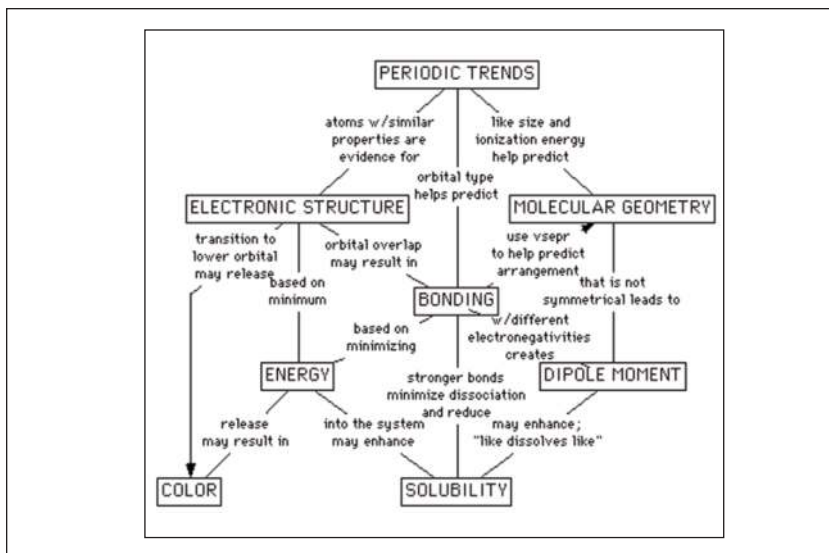 PERIODIC TRENDS
atoms w/similar
properties are
evidence for
like size and
ionization energy
help predict
orbital type
helps predict
ELECTRONIC STRUCTURE
MOLECULAR GEOMETRY
transition to
lower orbital
may release
orbital overlap
may result in
use vsepr
to help predict
arrangement
based on
minimum
that is not
symmetrical leads to
BONDING
w/different
electronegativities
creates
based on
minimizing
ENERGY
stronger bonds
minimize dissociation
and reduce
DIPOLE MOMENT
release
may result in
into the system
may enhance
may enhance;
"like dissolves like"
COLOR
SOLUBILITY